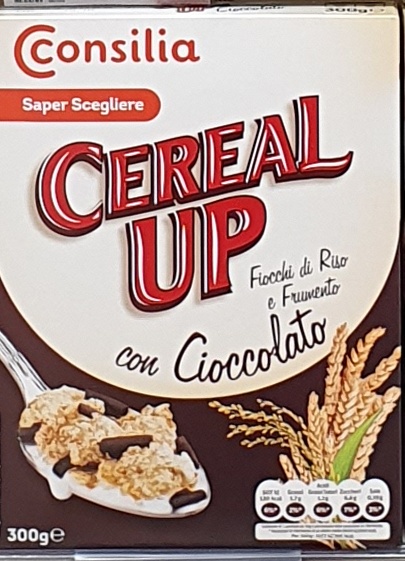 Consilia
Saper Scegliere
CEREAL
UP
Fiocchi di Riso
e Frumento
con Cioccolato
300g℮